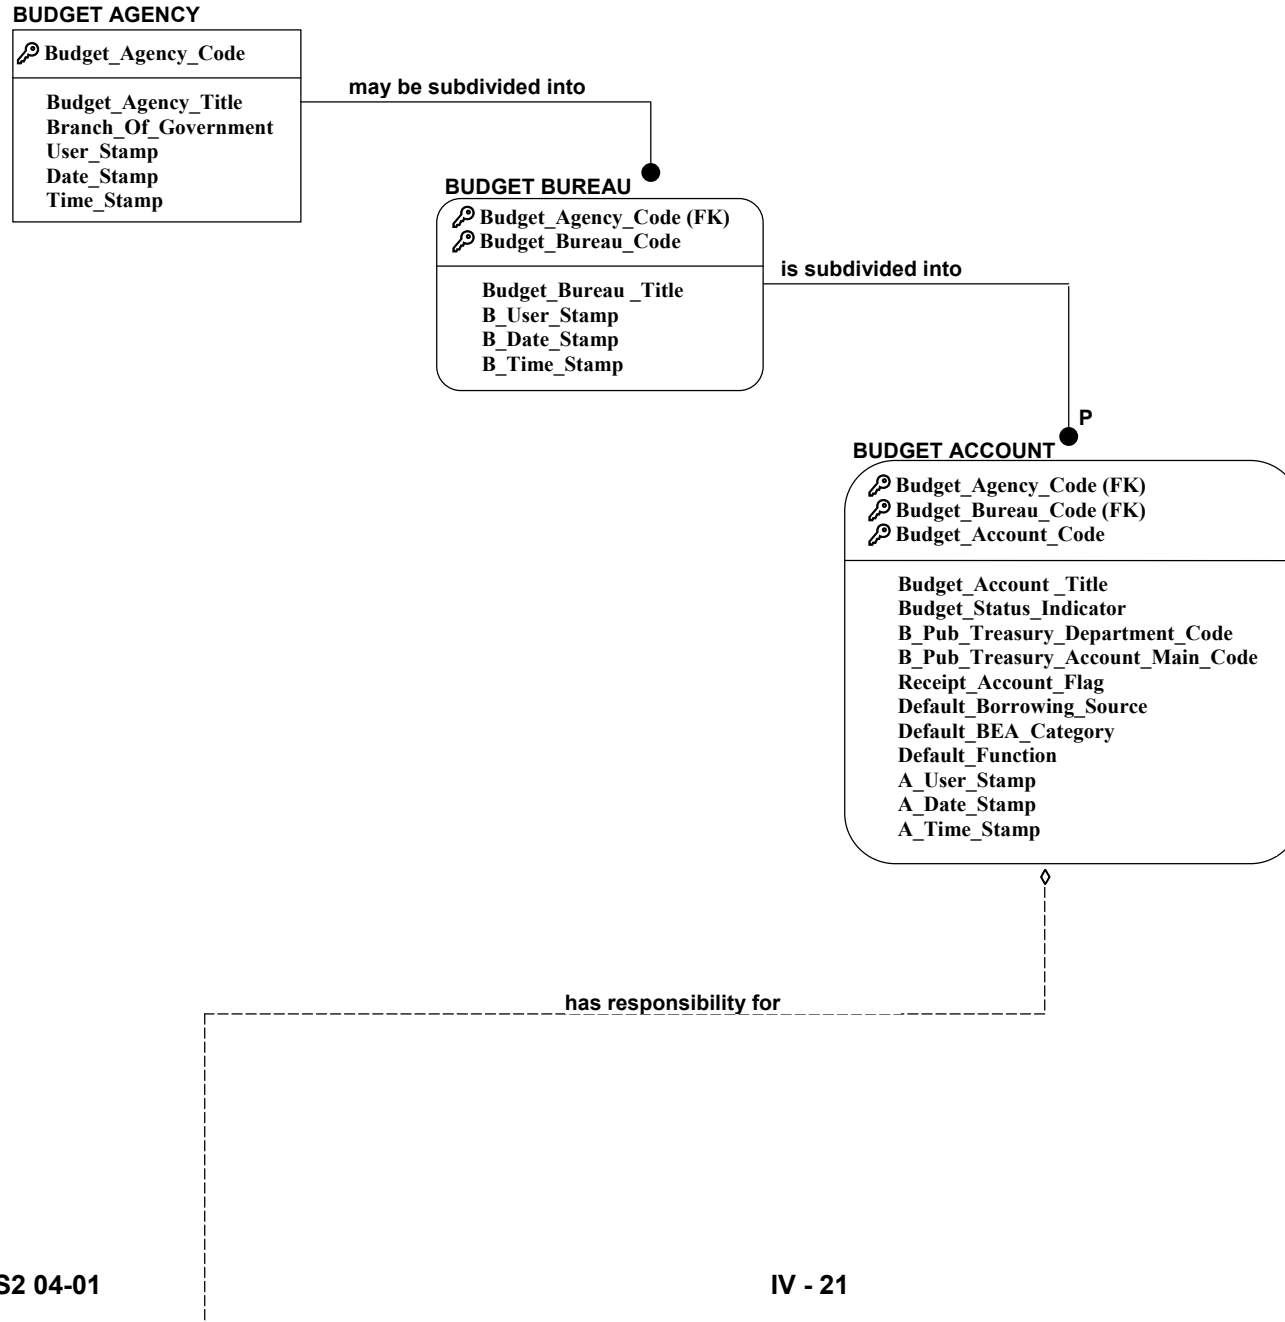 BUDGET AGENCY
Budget_Agency_Code
Budget_Agency_Title
Branch_Of_Government
User_Stamp
Date_Stamp
Time_Stamp
may be subdivided into
BUDGET BUREAU
Budget_Agency_Code (FK)
Budget_Bureau_Code
Budget_Bureau _Title
B_User_Stamp
B_Date_Stamp
B_Time_Stamp
is subdivided into
P
BUDGET ACCOUNT
Budget_Agency_Code (FK)
Budget_Bureau_Code (FK)
Budget_Account_Code
Budget_Account _Title
Budget_Status_Indicator
B_Pub_Treasury_Department_Code
B_Pub_Treasury_Account_Main_Code
Receipt_Account_Flag
Default_Borrowing_Source
Default_BEA_Category
Default_Function
A_User_Stamp
A_Date_Stamp
A_Time_Stamp
has responsibility for
S2 04-01
IV - 21